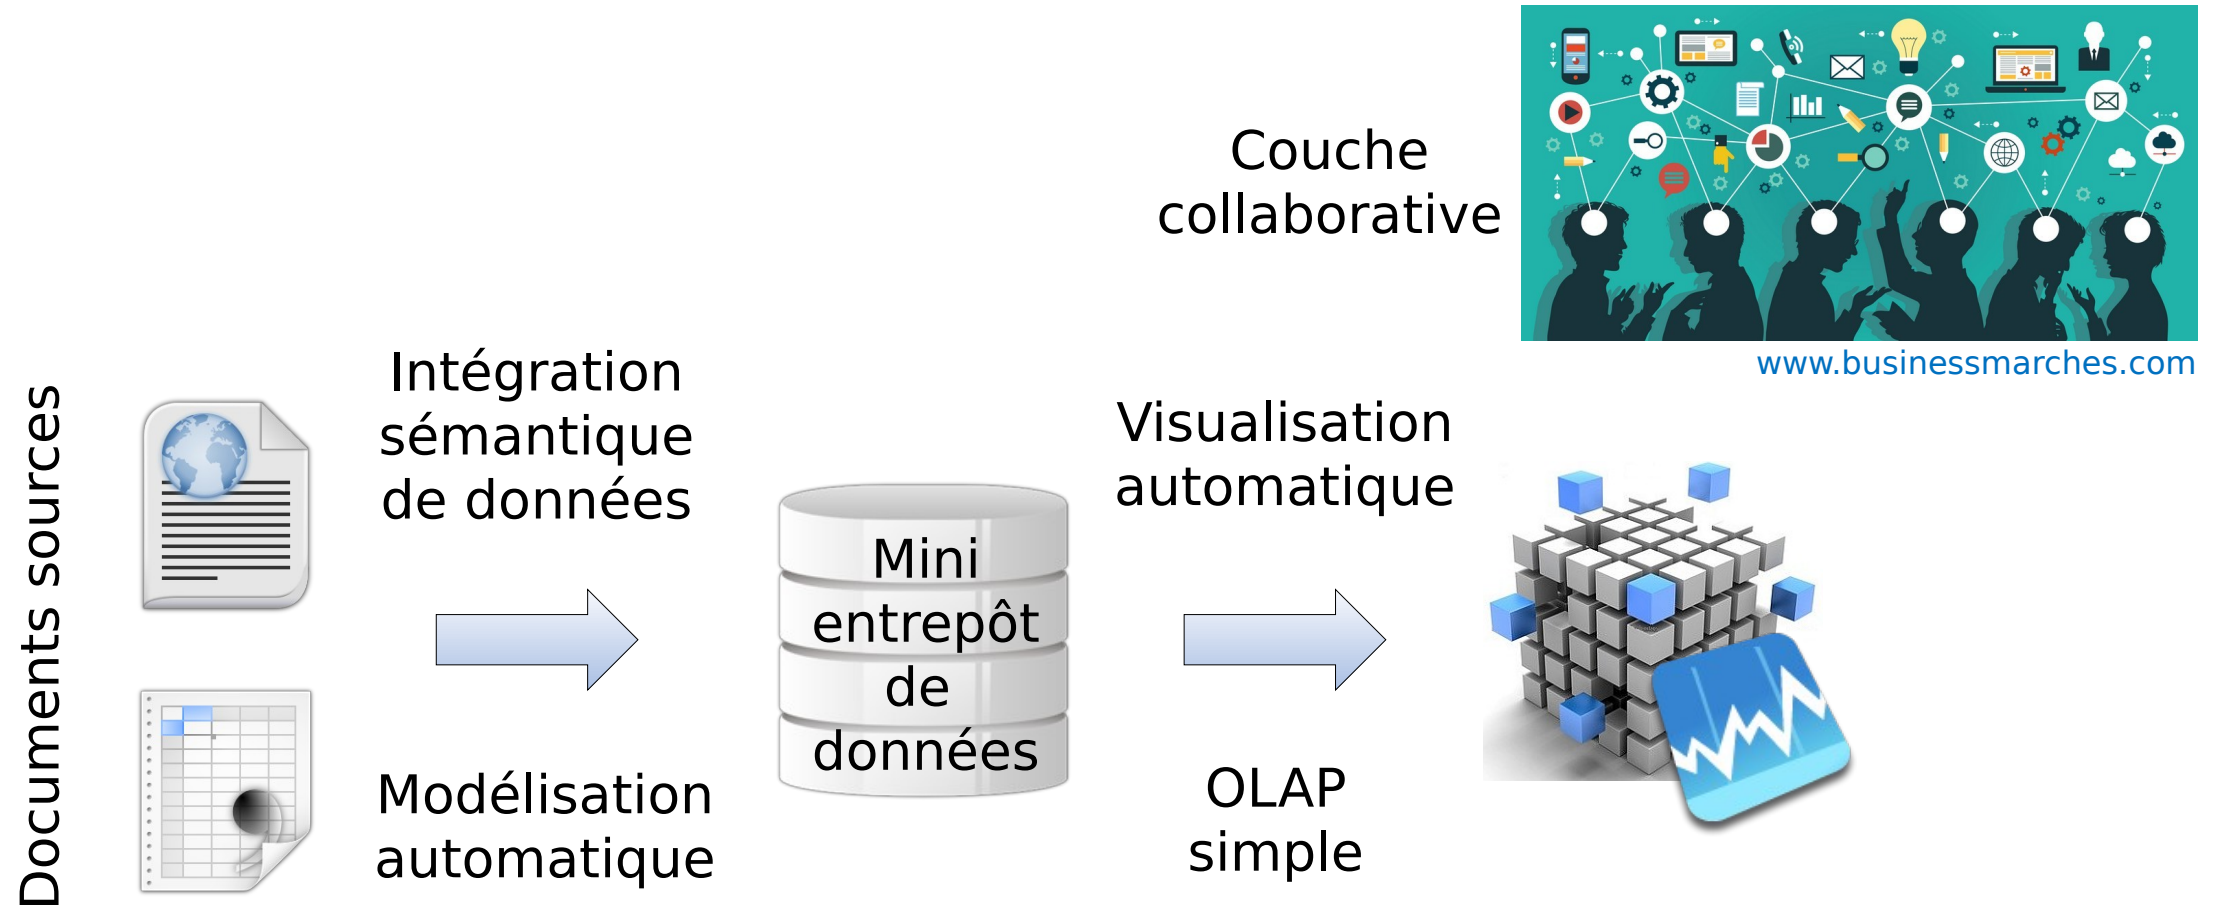 Documents sources
Intégration
sémantique
de données
Modélisation
automatique
Mini
entrepôt
de
données
Couche
collaborative
www.businessmarches.com
Visualisation
automatique
OLAP
simple